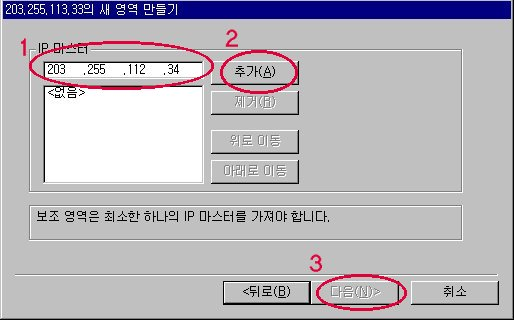 203,255,113,33의 새 영역 만들기
1
2
IP 마스터
203 .255 .112 .34
추가(A)
<없음>
제거(R)
위로 이동
아래로 이동
보조 영역은 최소한 하나의 IP 마스터를 가져야 합니다.
3
<뒤로(B)
다음(N)>
취소